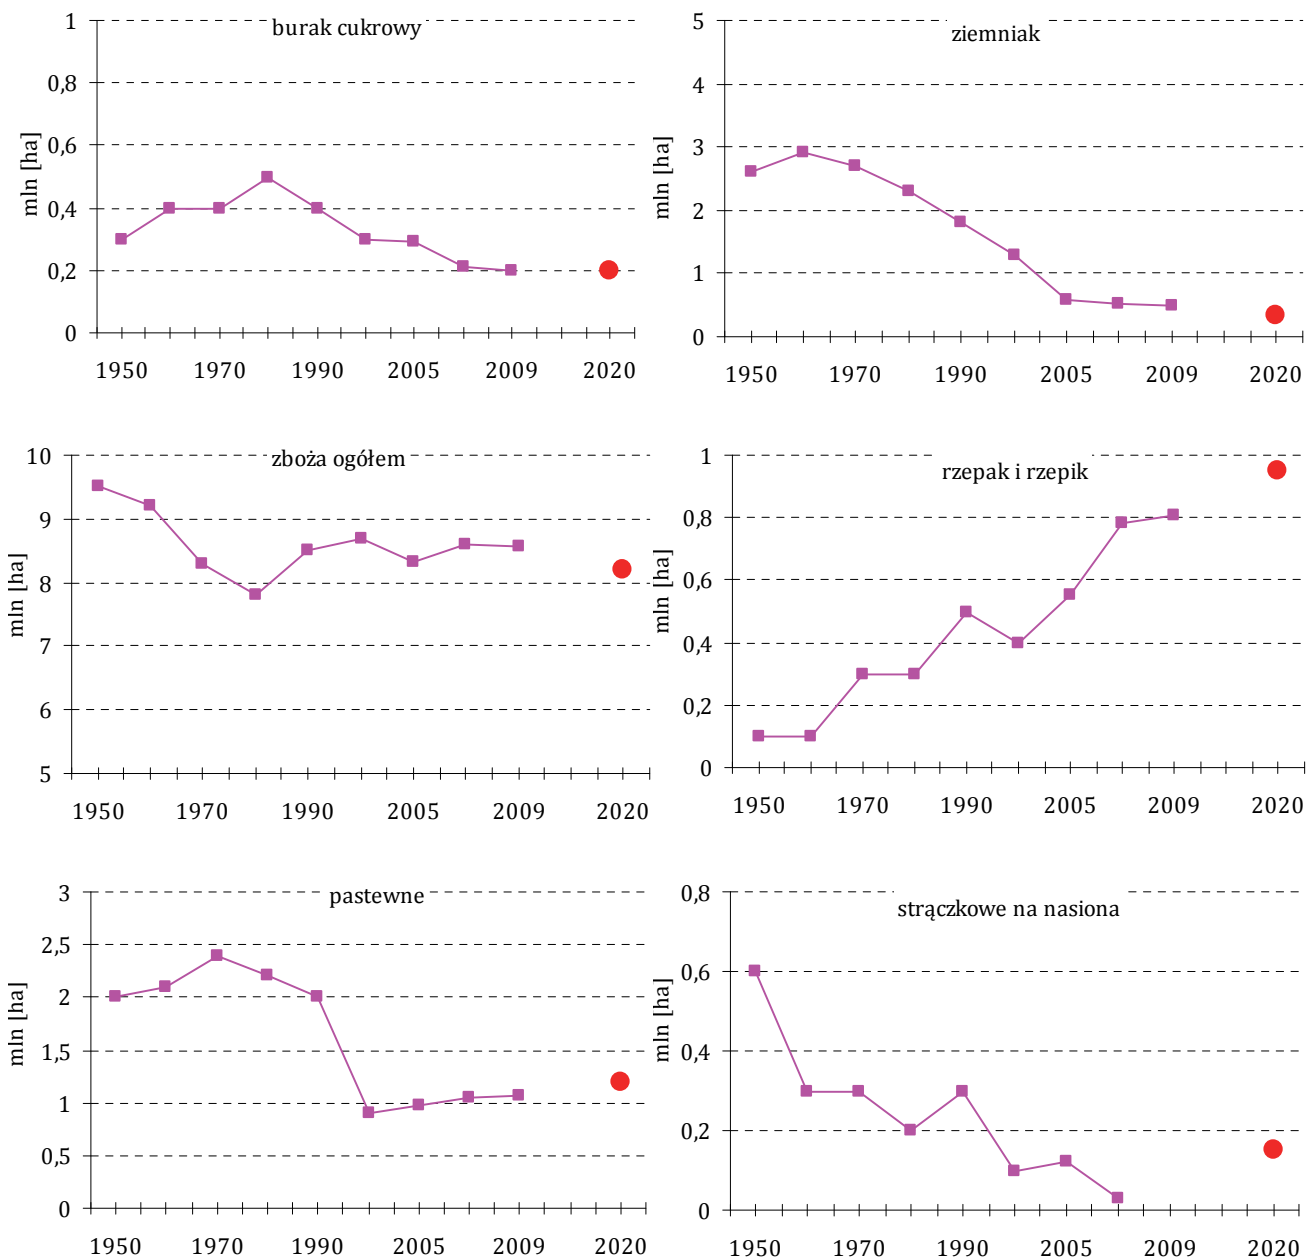 burak cukrowy
mln [ha]
1
0,8
0,6
0,4
0,2
0
1950 1970 1990 2005 2009 2020
ziemniak
mln [ha]
5
4
3
2
1
0
1950 1970 1990 2005 2009 2020
zboża ogółem
mln [ha]
10
9
8
7
6
5
1950 1970 1990 2005 2009 2020
rzepak i rzepik
mln [ha]
1
0,8
0,6
0,4
0,2
0
1950 1970 1990 2005 2009 2020
pastewne
mln [ha]
3
2,5
2
1,5
1
0,5
0
1950 1970 1990 2005 2009 2020
strączkowe na nasiona
mln [ha]
0,8
0,6
0,4
0,2
0
1950 1970 1990 2005 2009 2020